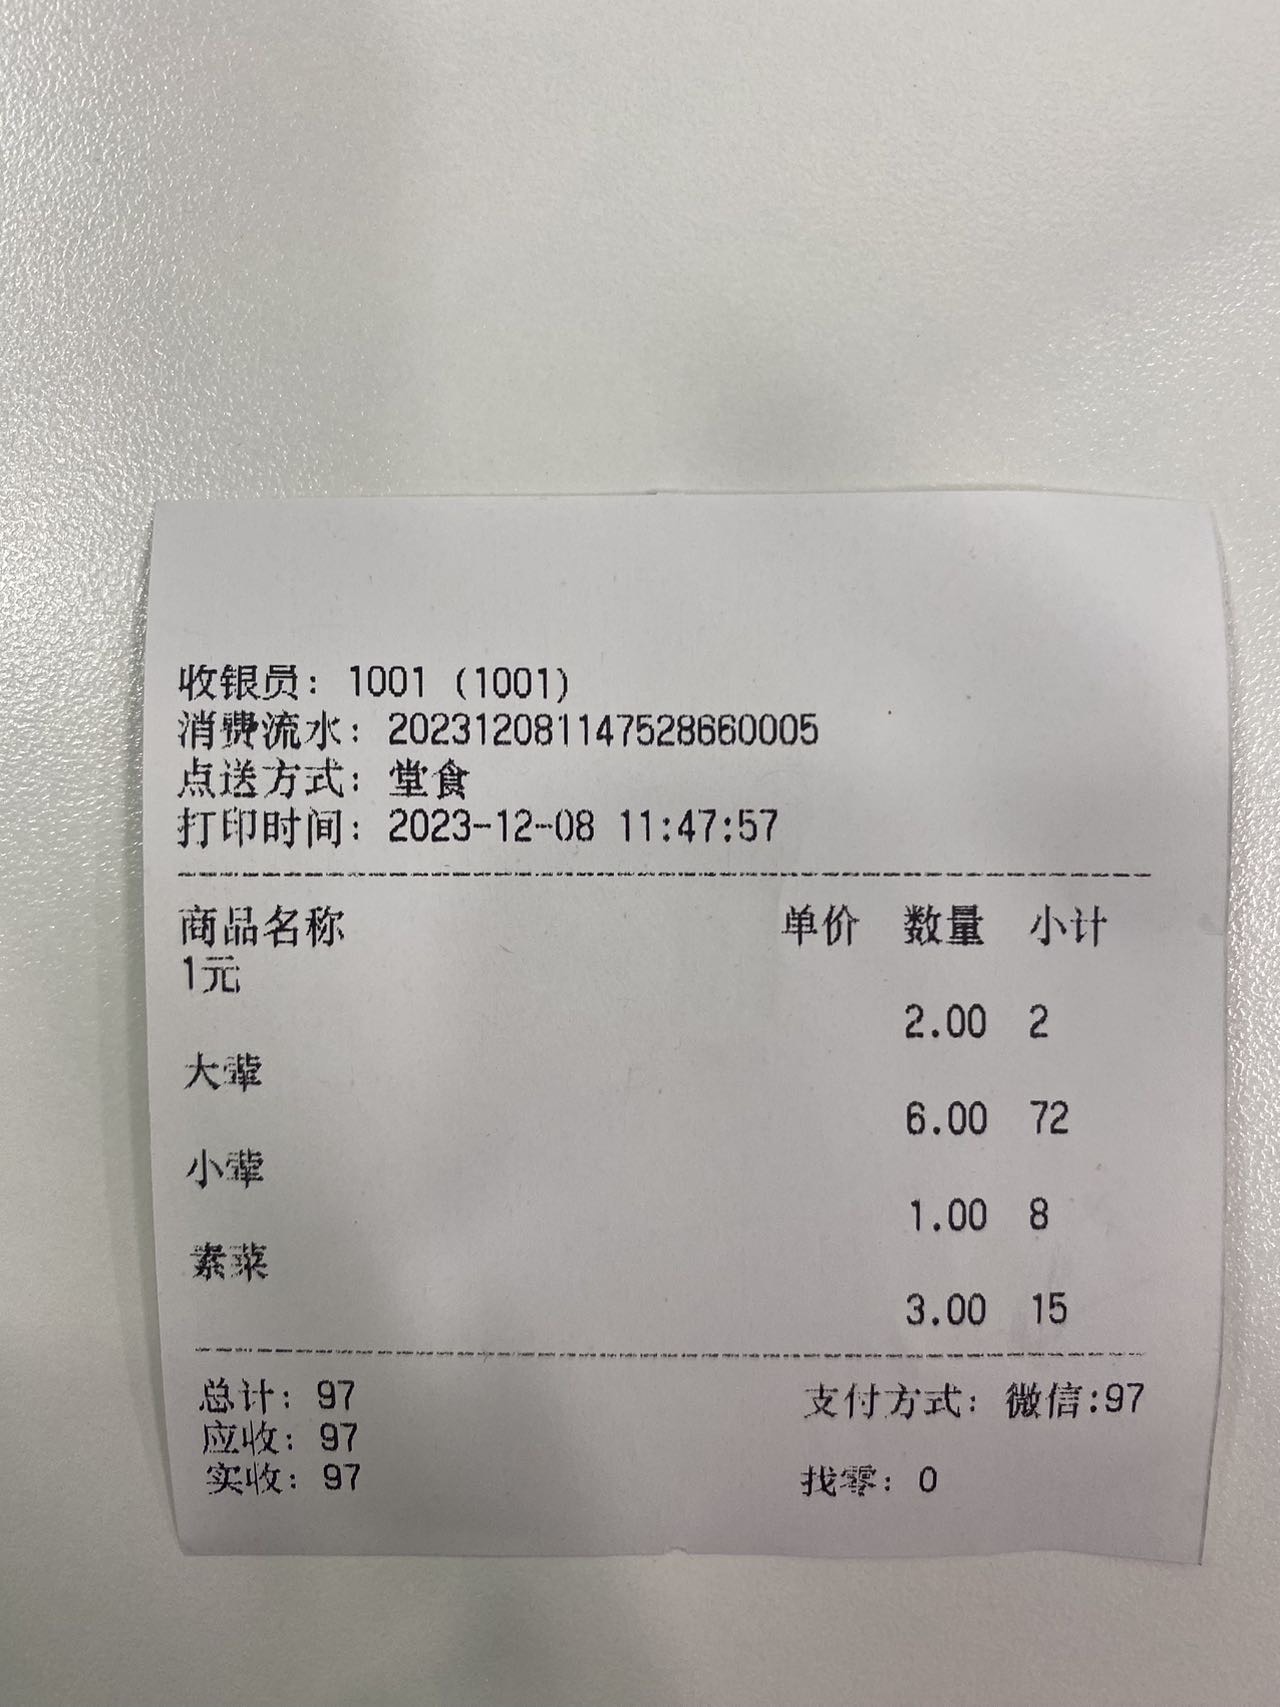 收银员: 1001 (1001)
消费流水: 202312081147528660005
点送方式: 堂食
打印时间: 2023-12-08 11:47:57
商品名称 单价 数量 小计
1元
2.00 2
大荤
6.00 72
小荤
1.00 8
素菜
3.00 15
总计: 97 支付方式: 微信:97
应收: 97
实收: 97 找零: 0